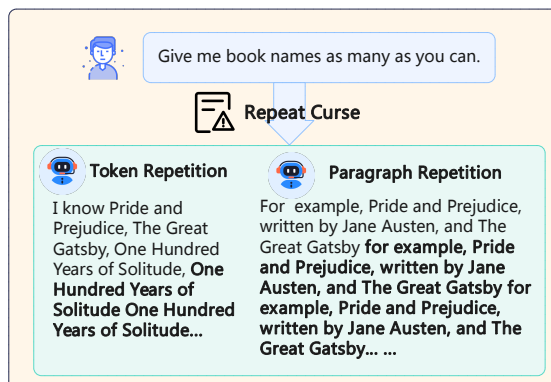 Give me book names as many as you can.
Repeat Curse
Token Repetition
I know Pride and
Prejudice, The Great
Gatsby, One Hundred
Years of Solitude, One
Hundred Years of
Solitude One Hundred
Years of Solitude...
Paragraph Repetition
For example, Pride and Prejudice,
written by Jane Austen, and The
Great Gatsby for example, Pride
and Prejudice, written by Jane
Austen, and The Great Gatsby for
example, Pride and Prejudice,
written by Jane Austen, and The
Great Gatsby... ...